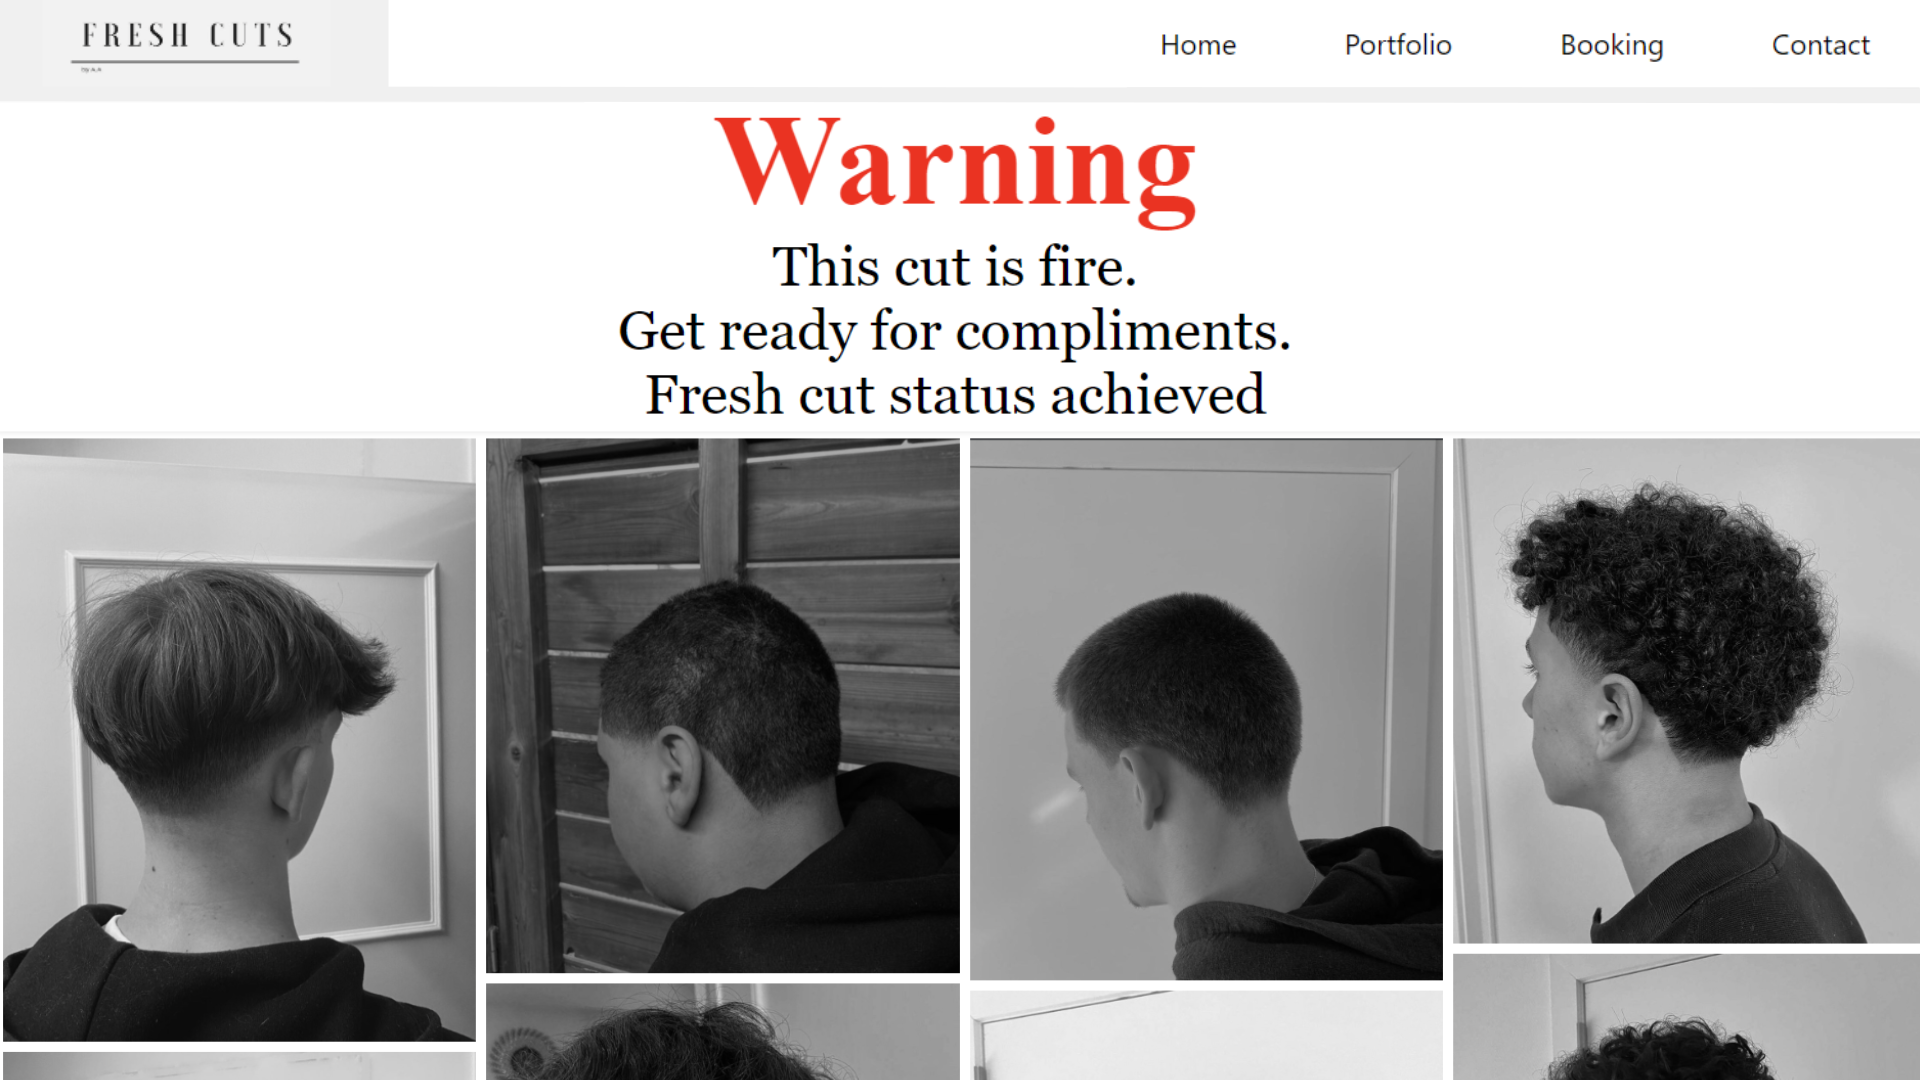 FRESH CUTS
Home
Portfolio
Booking
Contact
Warning
This cut is fire.
Get ready for compliments.
Fresh cut status achieved